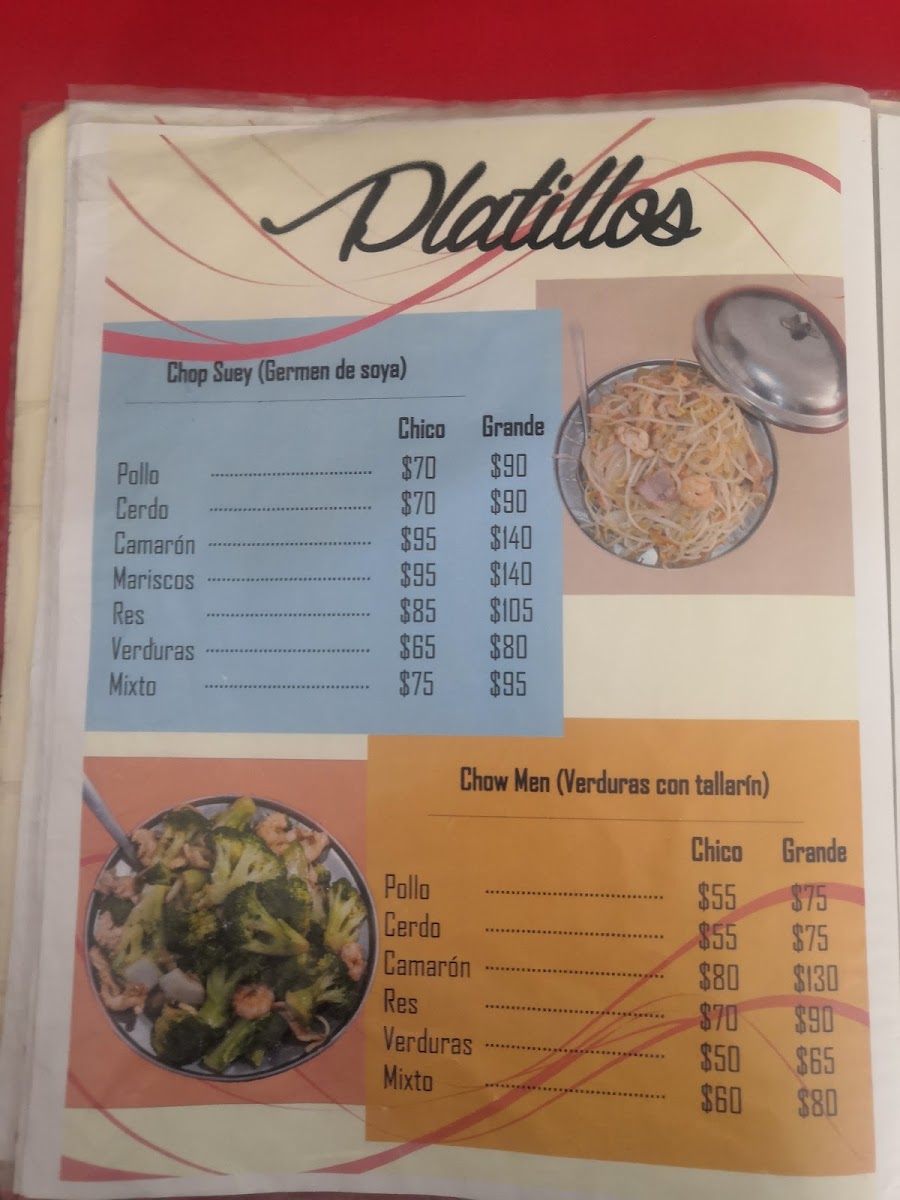 Platillos
Chop Suey (Germen de soya)
Chico Grande
Pollo .................... $70 $90
Cerdo .................... $70 $90
Camarón .................... $95 $140
Mariscos .................... $95 $140
Res .................... $85 $105
Verduras .................... $65 $80
Mixto .................... $75 $95
Chow Men (Verduras con tallarín)
Chico Grande
Pollo .................... $55 $75
Cerdo .................... $55 $75
Camarón .................... $80 $130
Res .................... $70 $90
Verduras .................... $50 $65
Mixto .................... $60 $80